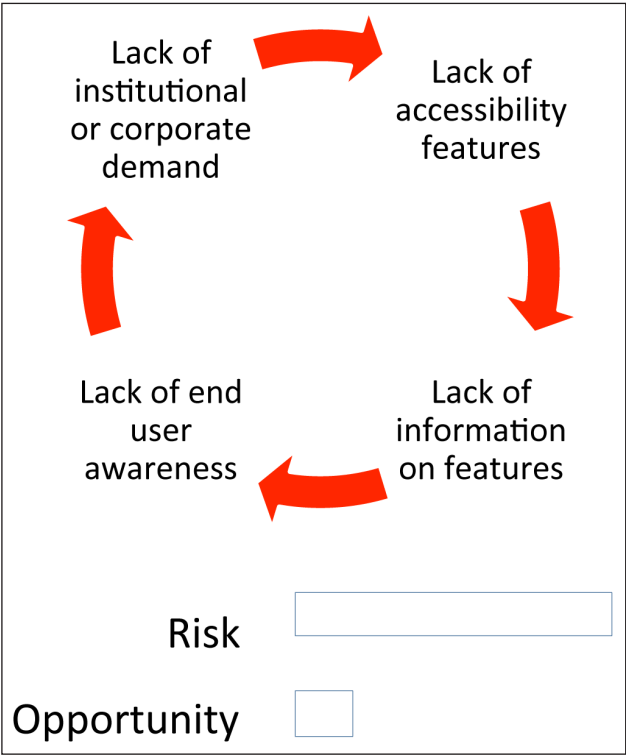 Lack of
institutional
or corporate
demand
Lack of
accessibility
features
Lack of
information
on features
Lack of end
user
awareness
Risk
Opportunity